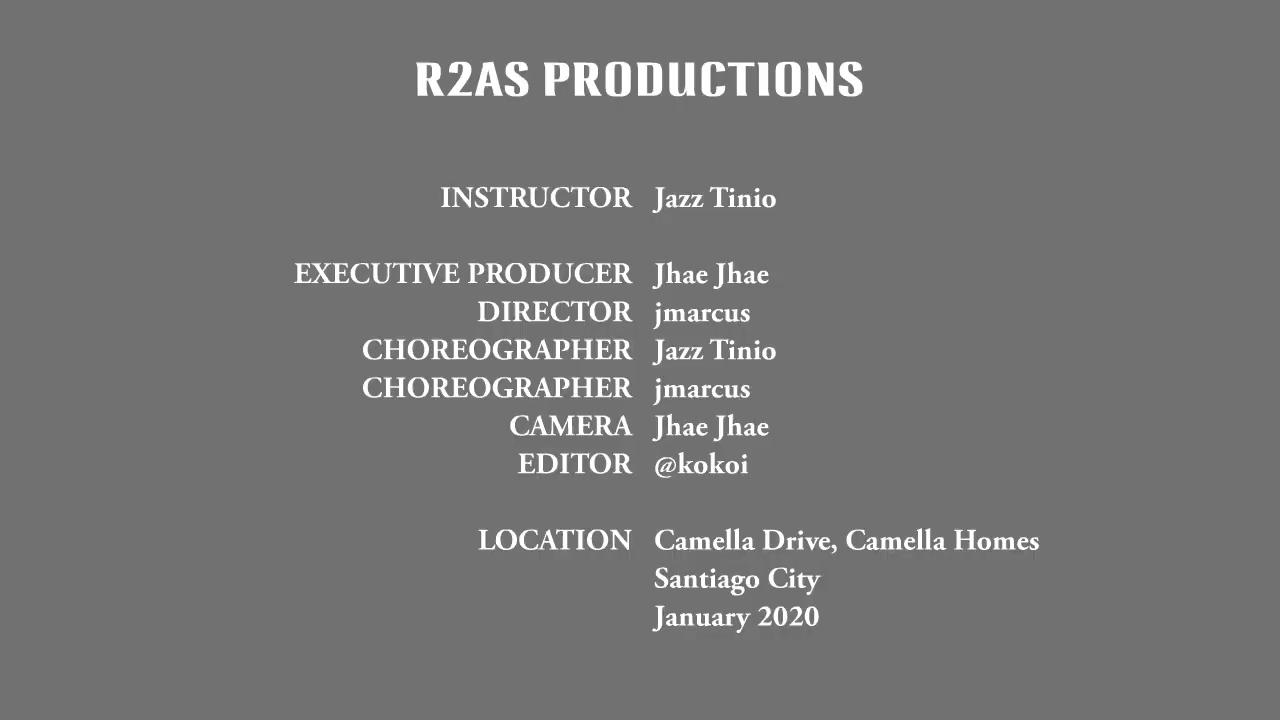 R2AS PRODUCTIONS
INSTRUCTOR Jazz Tinio
EXECUTIVE PRODUCER Jhae Jhae
DIRECTOR jmarcus
CHOREOGRAPHER Jazz Tinio
CHOREOGRAPHER jmarcus
CAMERA Jhae Jhae
EDITOR @kokoi
LOCATION Camella Drive, Camella Homes
Santiago City
January 2020